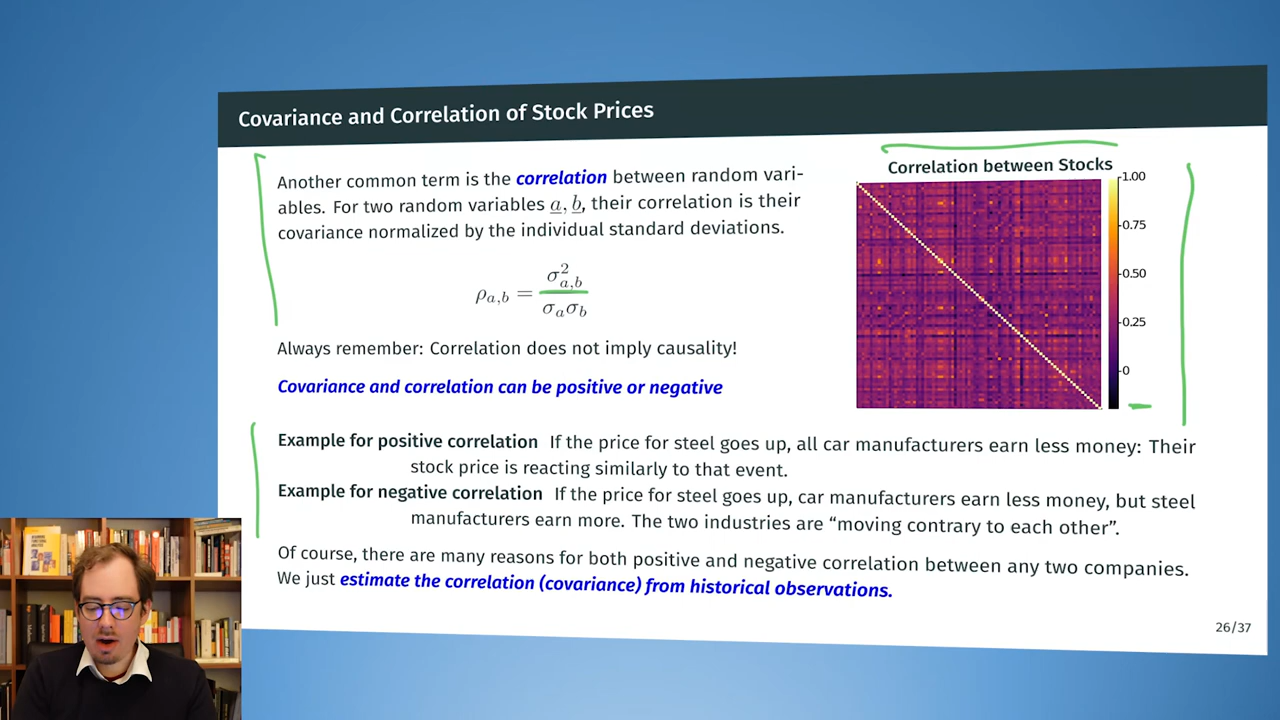 Covariance and Correlation of Stock Prices
Another common term is the correlation between random vari-
ables. For two random variables a, b, their correlation is their
covariance normalized by the individual standard deviations.
ρa,b = σ²a,b / σaσb
Always remember: Correlation does not imply causality!
Covariance and correlation can be positive or negative
Correlation between Stocks
1.00
0.75
0.50
0.25
0
Example for positive correlation If the price for steel goes up, all car manufacturers earn less money: Their
stock price is reacting similarly to that event.
Example for negative correlation If the price for steel goes up, car manufacturers earn less money, but steel
manufacturers earn more. The two industries are “moving contrary to each other”.
Of course, there are many reasons for both positive and negative correlation between any two companies.
We just estimate the correlation (covariance) from historical observations.
26/37